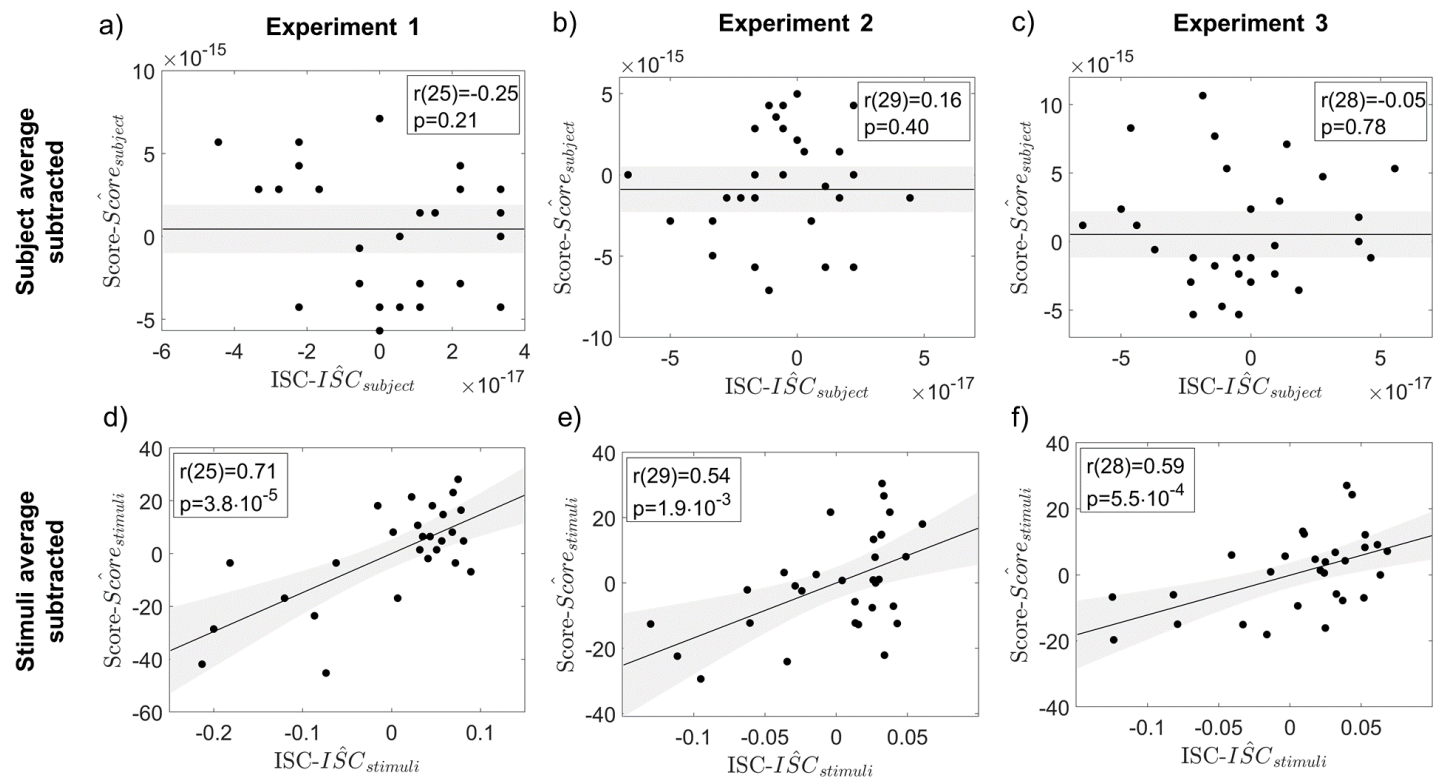 a) Experiment 1
b) Experiment 2
c) Experiment 3
Subject average
subtracted
×10⁻¹⁵
10
5
0
-5
-6 -4 -2 0 2 4
×10⁻¹⁷
r(25)=-0.25
p=0.21
Score-Scôre_subject
ISC-IŜC_subject
×10⁻¹⁵
5
0
-5
-10
-5 0 5
×10⁻¹⁷
r(29)=0.16
p=0.40
Score-Scôre_subject
ISC-IŜC_subject
×10⁻¹⁵
10
5
0
-5
-5 0 5
×10⁻¹⁷
r(28)=-0.05
p=0.78
Score-Scôre_subject
ISC-IŜC_subject
Stimuli average
subtracted
d)
40
20
0
-20
-40
-60
-0.2 -0.1 0 0.1
r(25)=0.71
p=3.8·10⁻⁵
Score-Scôre_stimuli
ISC-IŜC_stimuli
e)
40
20
0
-20
-40
-0.1 -0.05 0 0.05
r(29)=0.54
p=1.9·10⁻³
Score-Scôre_stimuli
ISC-IŜC_stimuli
f)
40
20
0
-20
-40
-0.1 -0.05 0 0.05
r(28)=0.59
p=5.5·10⁻⁴
Score-Scôre_stimuli
ISC-IŜC_stimuli